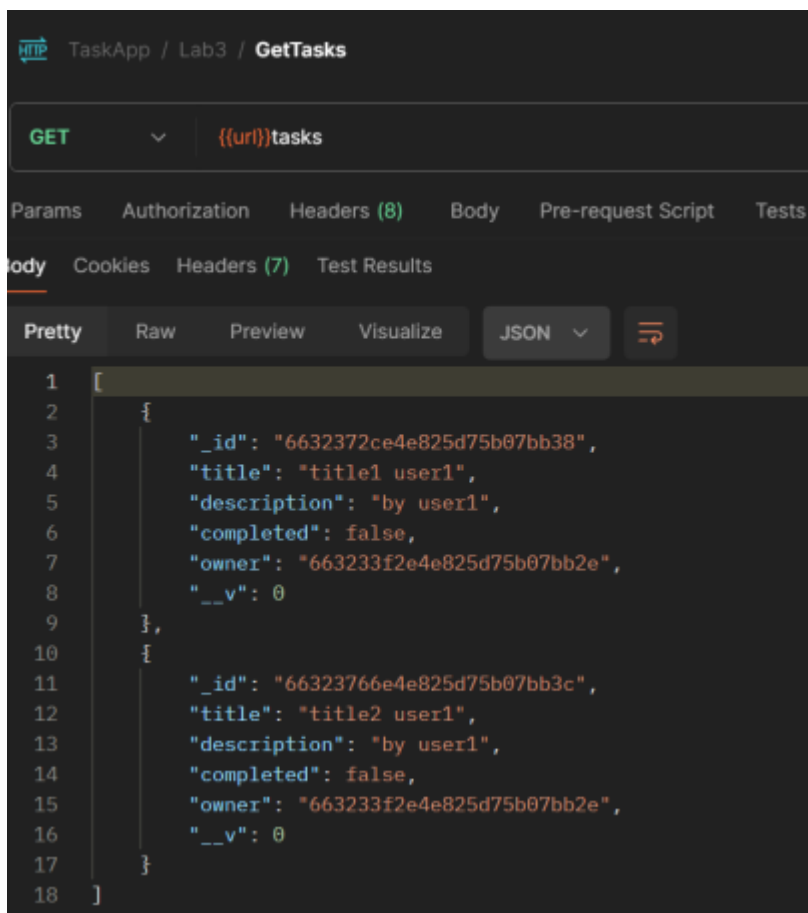 HTTP TaskApp / Lab3 / GetTasks
GET {{url}}tasks
Params Authorization Headers (8) Body Pre-request Script Tests
Body Cookies Headers (7) Test Results
Pretty Raw Preview Visualize JSON
1 [
2 {
3 "_id": "6632372ce4e825d75b07bb38",
4 "title": "title1 user1",
5 "description": "by user1",
6 "completed": false,
7 "owner": "663233f2e4e825d75b07bb2e",
8 "__v": 0
9 },
10 {
11 "_id": "66323766e4e825d75b07bb3c",
12 "title": "title2 user1",
13 "description": "by user1",
14 "completed": false,
15 "owner": "663233f2e4e825d75b07bb2e",
16 "__v": 0
17 }
18 ]